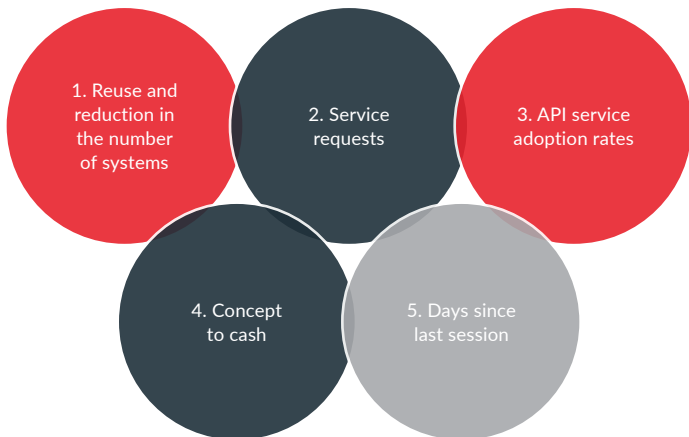 1. Reuse and
reduction in
the number
of systems
2. Service
requests
3. API service
adoption rates
4. Concept
to cash
5. Days since
last session